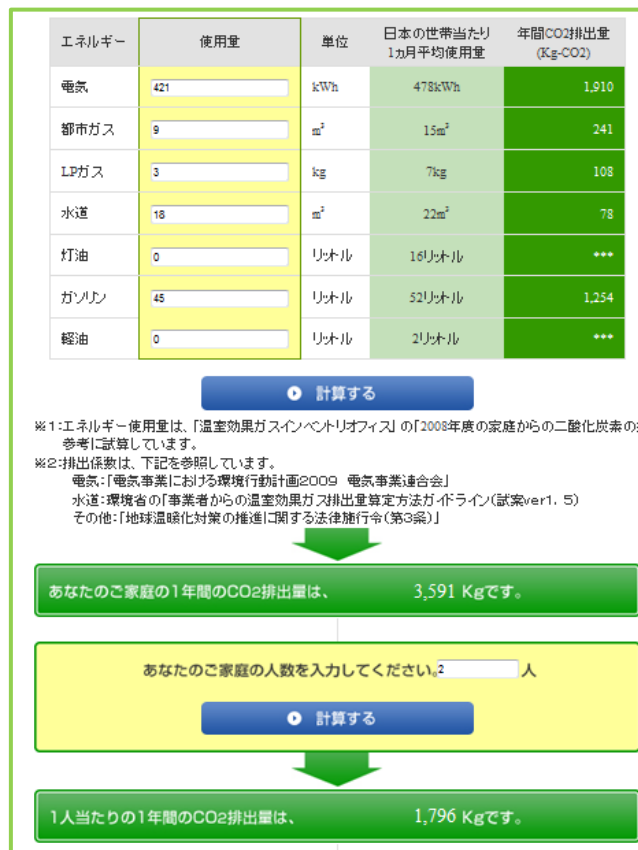 エネルギー 使用量 単位 日本の世帯当たり 年間CO2排出量
1ヵ月平均使用量 (Kg-CO2)
電気 421 kWh 478kWh 1,910
都市ガス 9 m³ 15m³ 241
LPガス 3 kg 7kg 108
水道 18 m³ 22m³ 78
灯油 0 リットル 16リットル ***
ガソリン 45 リットル 52リットル 1,254
軽油 0 リットル 2リットル ***
計算する
※1:エネルギー使用量は、「温室効果ガスインベントリオフィス」の「2008年度の家庭からの二酸化炭素の
参考に試算しています。
※2:排出係数は、下記を参照しています。
電気:「電気事業における環境行動計画2009 電気事業連合会」
水道:環境省の「事業者からの温室効果ガス排出量算定方法ガイドライン(試案ver1.5)
その他:「地球温暖化対策の推進に関する法律施行令(第3条)」
あなたのご家庭の1年間のCO2排出量は、 3,591 Kgです。
あなたのご家庭の人数を入力してください。2 人
計算する
1人当たりの1年間のCO2排出量は、 1,796 Kgです。